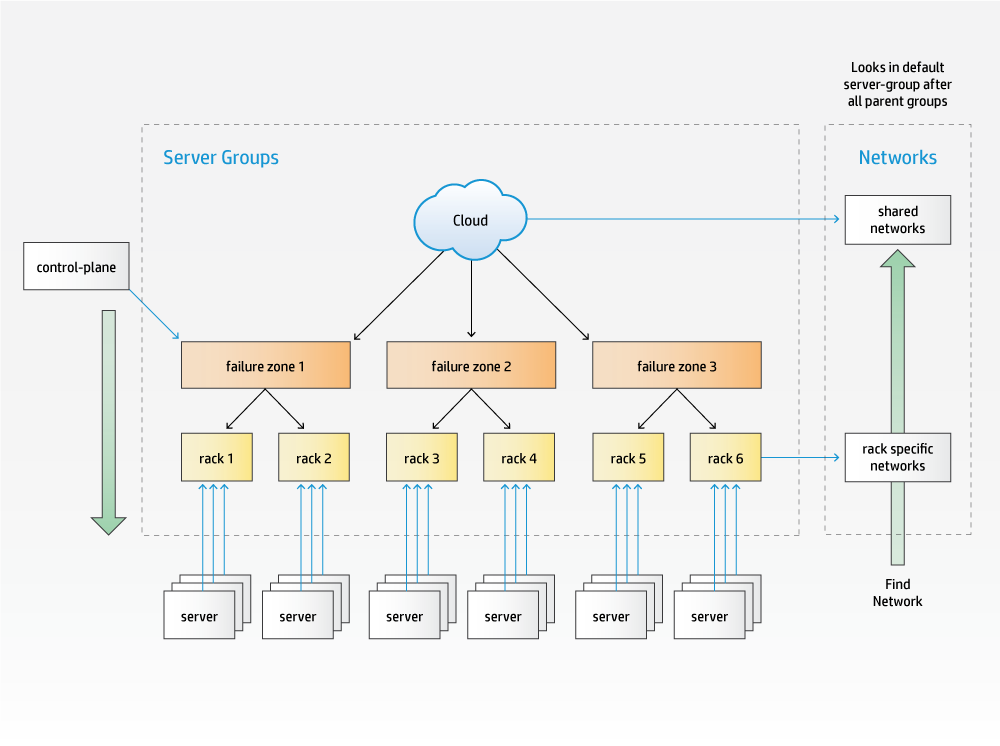 Looks in default
server-group after
all parent groups
Server Groups
Networks
Cloud
shared
networks
control-plane
failure zone 1
failure zone 2
failure zone 3
rack 1
rack 2
rack 3
rack 4
rack 5
rack 6
rack specific
networks
Find
Network
server
server
server
server
server
server